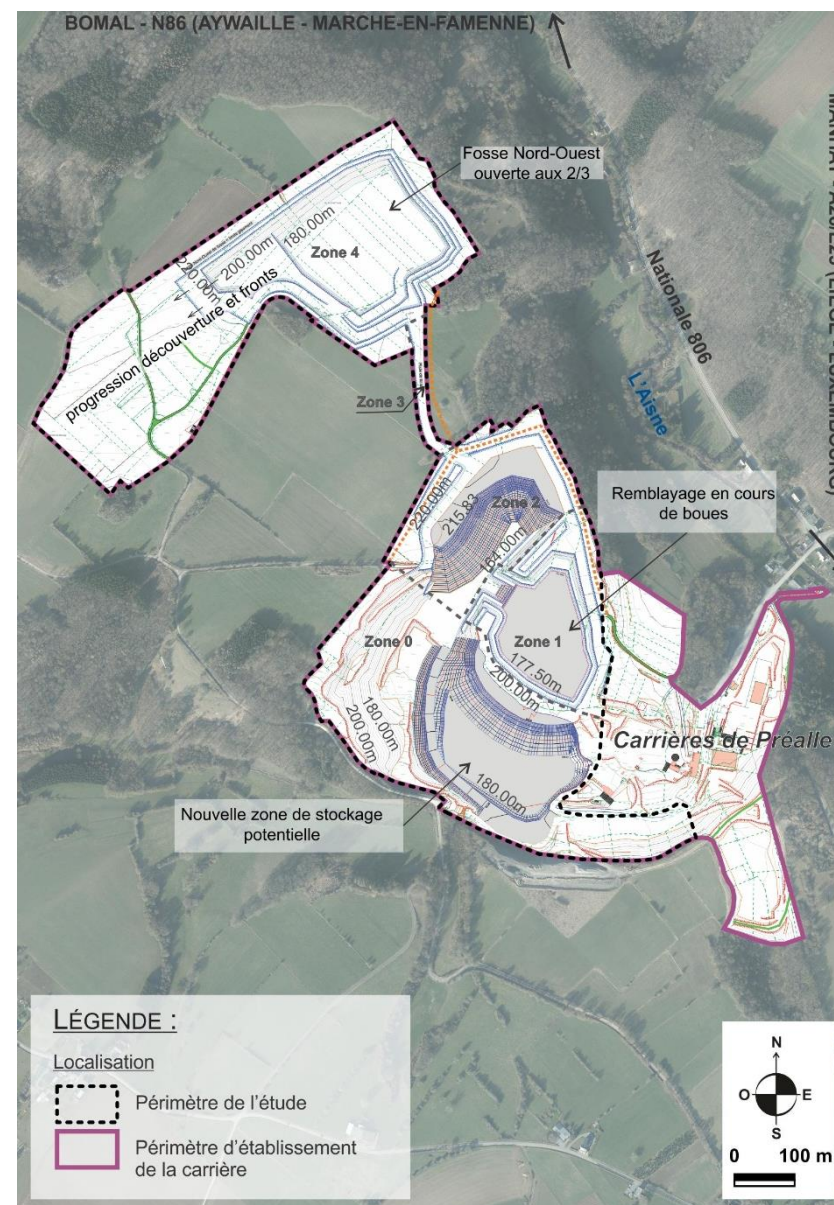 BOMAL - N86 (AYWAILLE - MARCHE-EN-FAMENNE)
Fosse Nord-Ouest
ouverte aux 2/3
Zone 4
180.00m
200.00m
220.00m
progression découverture et fronts
Nationale 806
L'Aisne
Zone 3
Remblayage en cours
de boues
Zone 2
220.00m
215.83
164.00m
Zone 0
Zone 1
177.50m
200.00m
180.00m
200.00m
Carrières de Préalle
180.00m
Nouvelle zone de stockage
potentielle
LÉGENDE :
Localisation
Périmètre de l'étude
Périmètre d'établissement
de la carrière
N
O
E
S
0 100 m